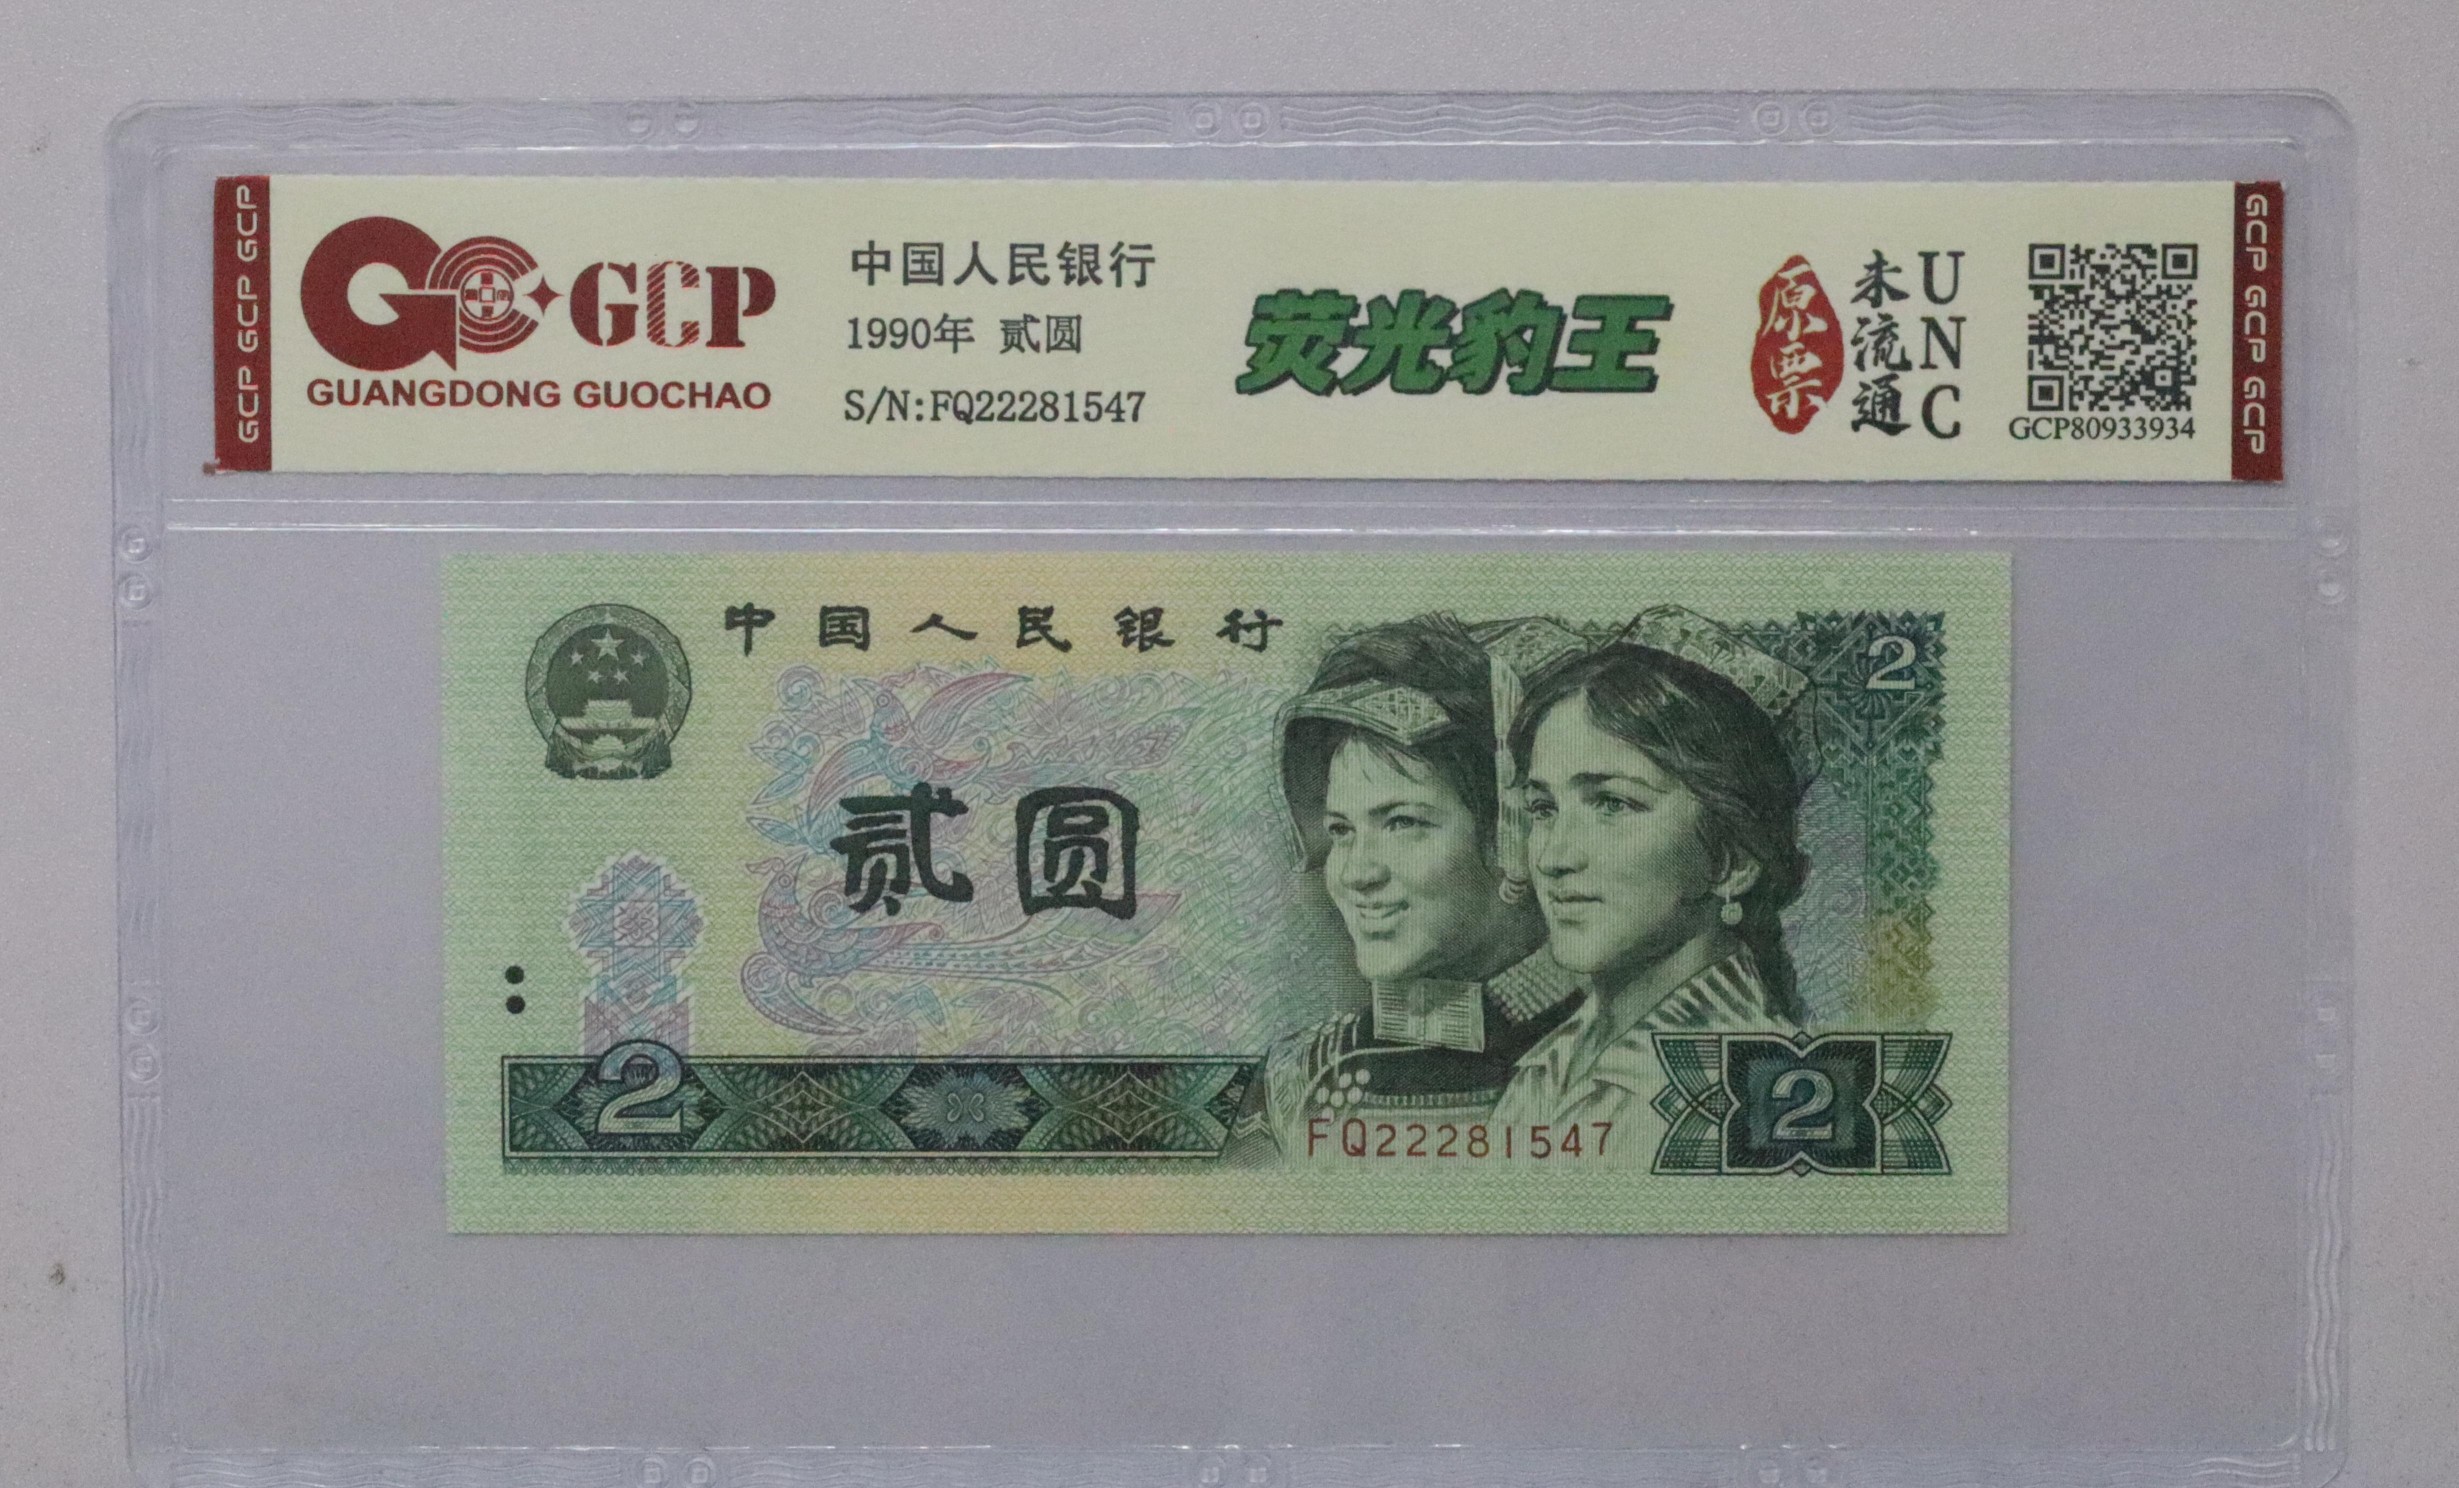 GCP GCP GCP
GCP
GUANGDONG GUOCHAO
中国人民银行
1990年 贰圆
S/N:FQ22281547
荧光豹王
原票
未流通
UNC
GCP80933934
GCP GCP GCP
中国人民银行
2
贰圆
2
FQ22281547
2